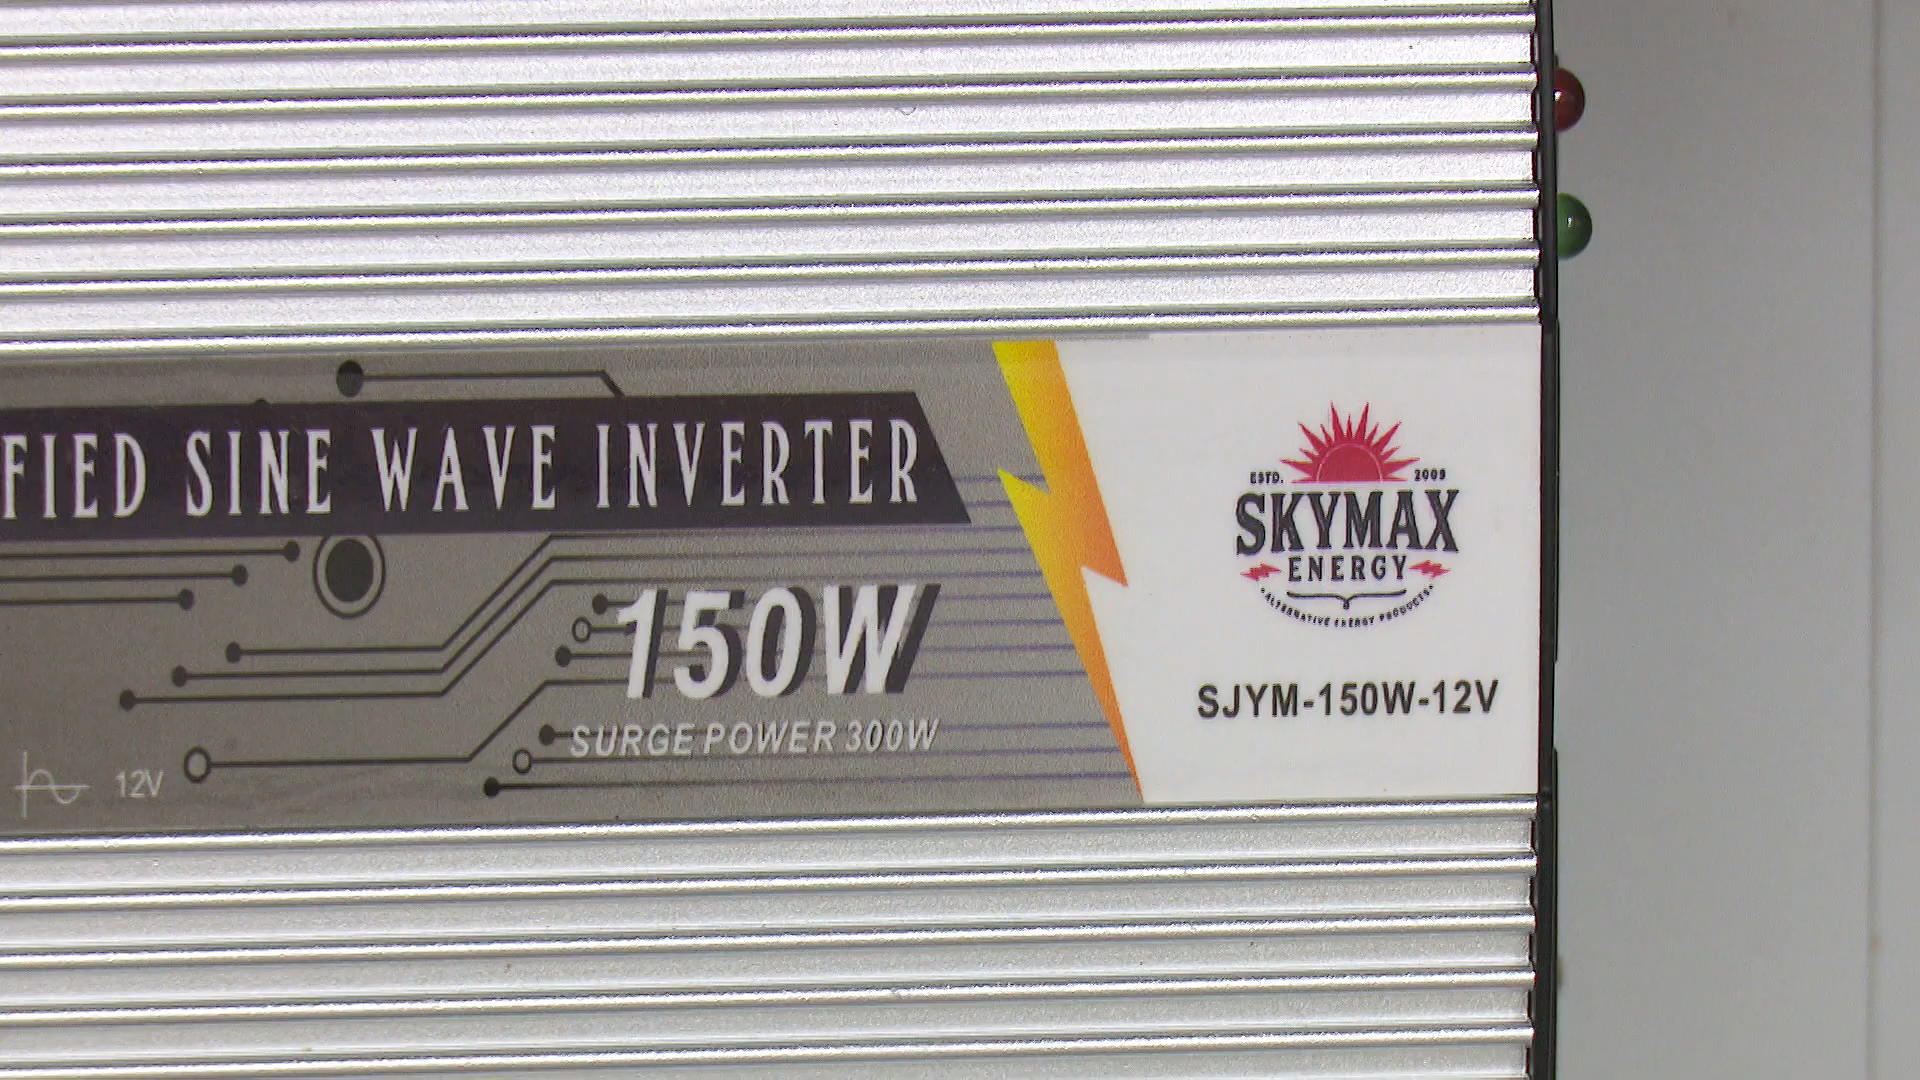 FIED SINE WAVE INVERTER
150W
SURGE POWER 300W
12V
ESTD. 2009
SKYMAX
ENERGY
ALTERNATIVE ENERGY PRODUCTS
SJYM-150W-12V